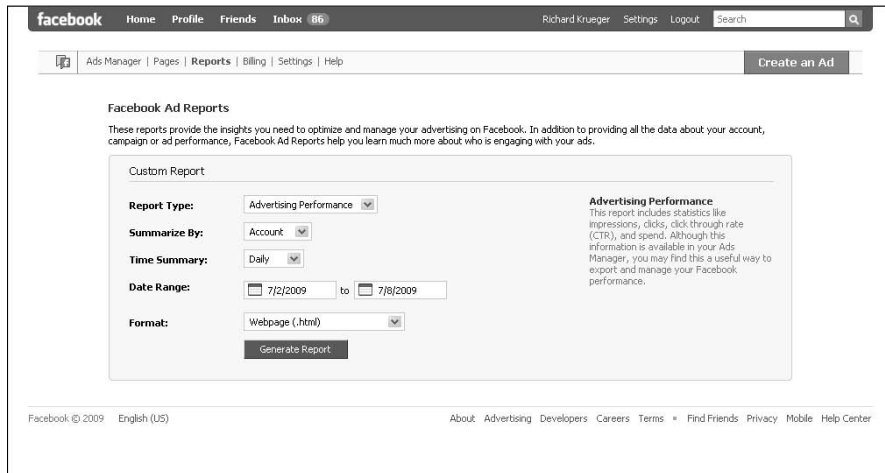 facebook Home Profile Friends Inbox 86 Richard Krueger Settings Logout Search
Ads Manager | Pages | Reports | Billing | Settings | Help Create an Ad
Facebook Ad Reports
These reports provide the insights you need to optimize and manage your advertising on Facebook. In addition to providing all the data about your account,
campaign or ad performance, Facebook Ad Reports help you learn much more about who is engaging with your ads.
Custom Report
Report Type: Advertising Performance
Summarize By: Account
Time Summary: Daily
Date Range: 7/2/2009 to 7/8/2009
Format: Webpage (.html)
Generate Report
Advertising Performance
This report includes statistics like
impressions, clicks, click through rate
(CTR), and spend. Although this
information is available in your Ads
Manager, you may find this a useful way to
export and manage your Facebook
performance.
Facebook © 2009 English (US) About Advertising Developers Careers Terms ▪ Find Friends Privacy Mobile Help Center